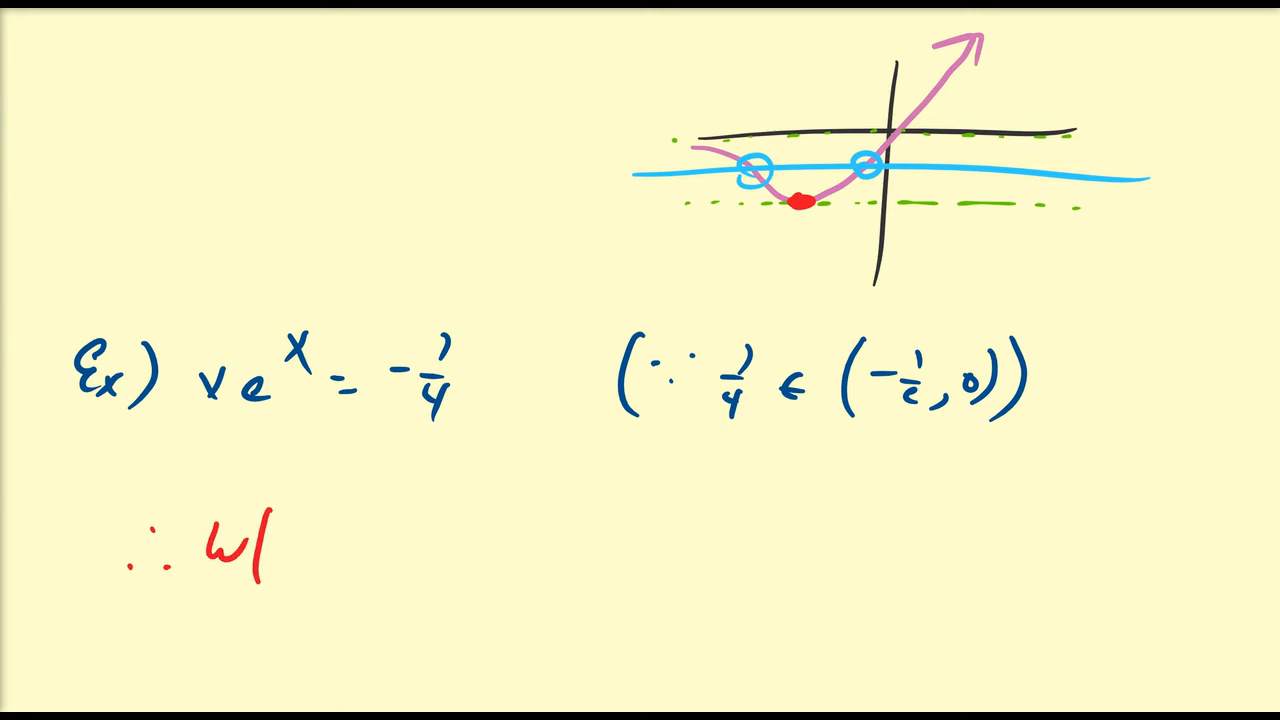 Ex) xe^x = -1/4 (∵ 1/4 ∈ (-1/e, 0))
∴ W(